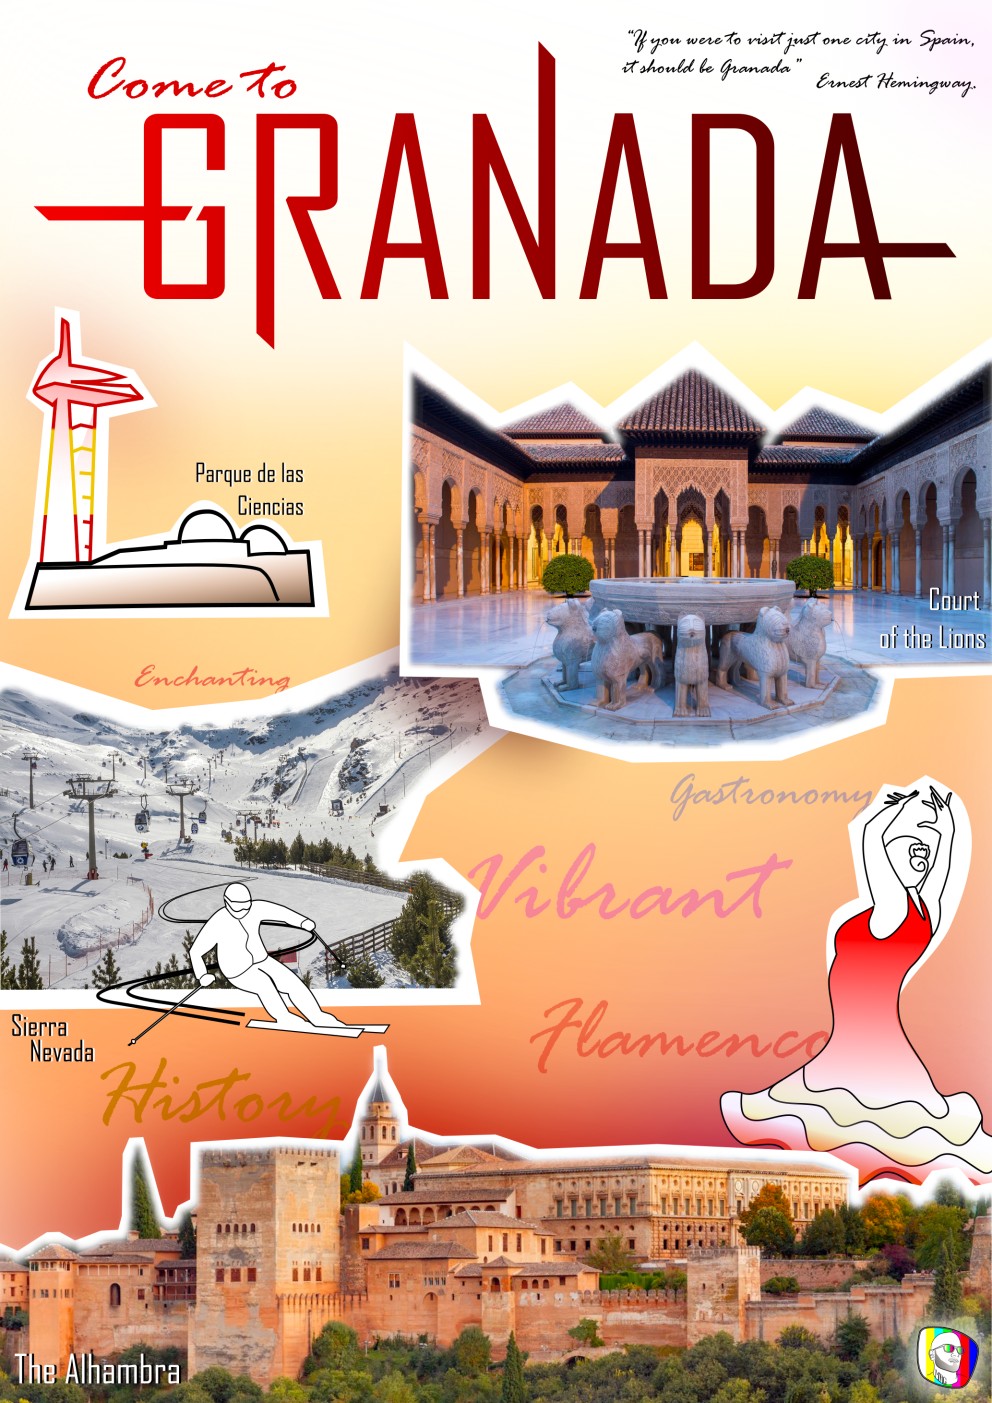 "If you were to visit just one city in Spain,
it should be Granada"
Ernest Hemingway.
Come to
GRANADA
Parque de las
Ciencias
Court
of the Lions
Enchanting
Gastronomy
Vibrant
Flamenco
Sierra
Nevada
History
The Alhambra